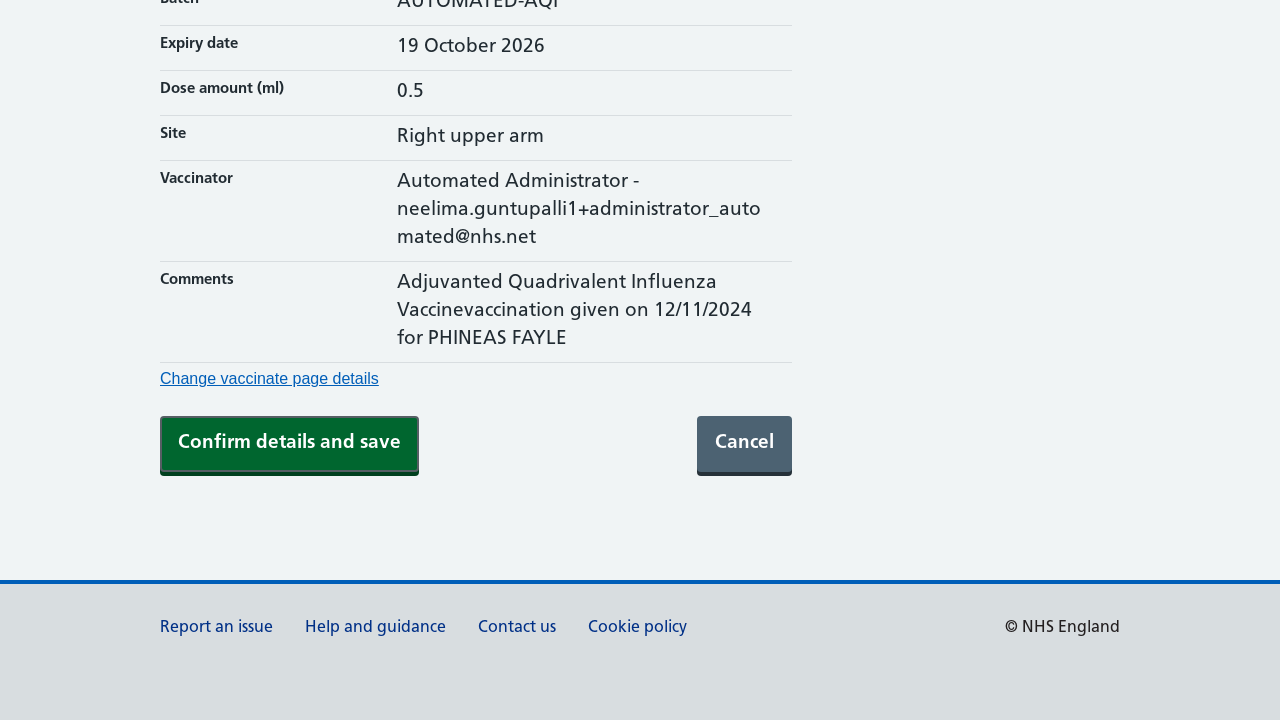 Batch
AUTOMATED-AQI
Expiry date
19 October 2026
Dose amount (ml)
0.5
Site
Right upper arm
Vaccinator
Automated Administrator -
neelima.guntupalli1+administrator_auto
mated@nhs.net
Comments
Adjuvanted Quadrivalent Influenza
Vaccinevaccination given on 12/11/2024
for PHINEAS FAYLE
Change vaccinate page details
Confirm details and save
Cancel
Report an issue
Help and guidance
Contact us
Cookie policy
© NHS England